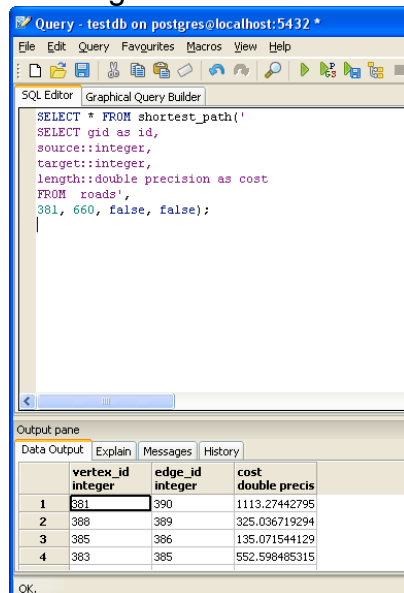 Query - testdb on postgres@localhost:5432 *
File Edit Query Favourites Macros View Help
SQL Editor Graphical Query Builder
SELECT * FROM shortest_path('
SELECT gid as id,
source::integer,
target::integer,
length::double precision as cost
FROM roads',
381, 660, false, false);
Output pane
Data Output Explain Messages History
vertex_id edge_id cost
integer integer double precis
1 381 390 1113.27442795
2 388 389 325.036719294
3 385 386 135.071544129
4 383 385 552.598485315
OK.